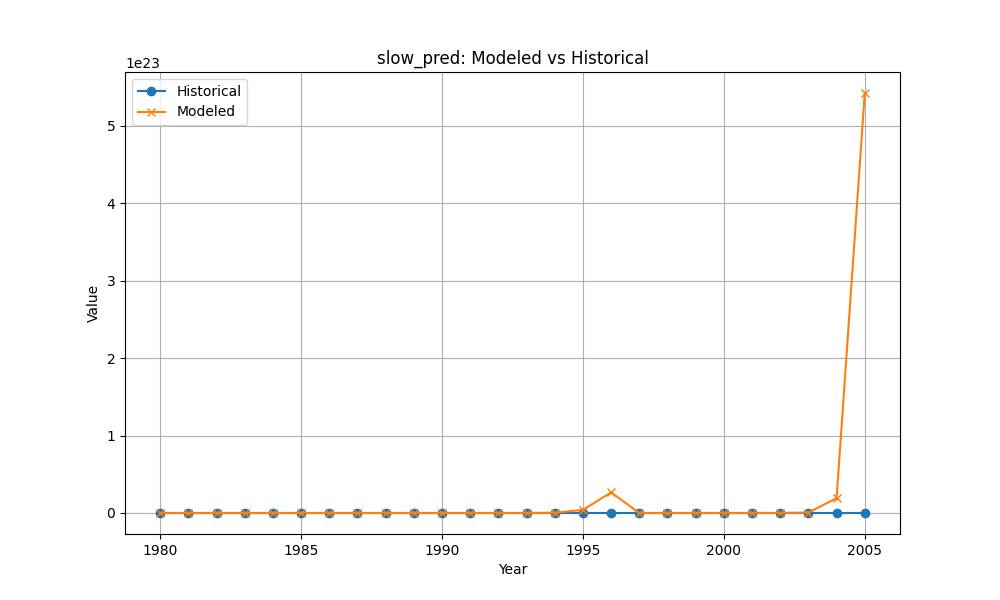 slow_pred: Modeled vs Historical
1e23
Historical
Modeled
5
4
3
2
1
0
Value
1980 1985 1990 1995 2000 2005
Year